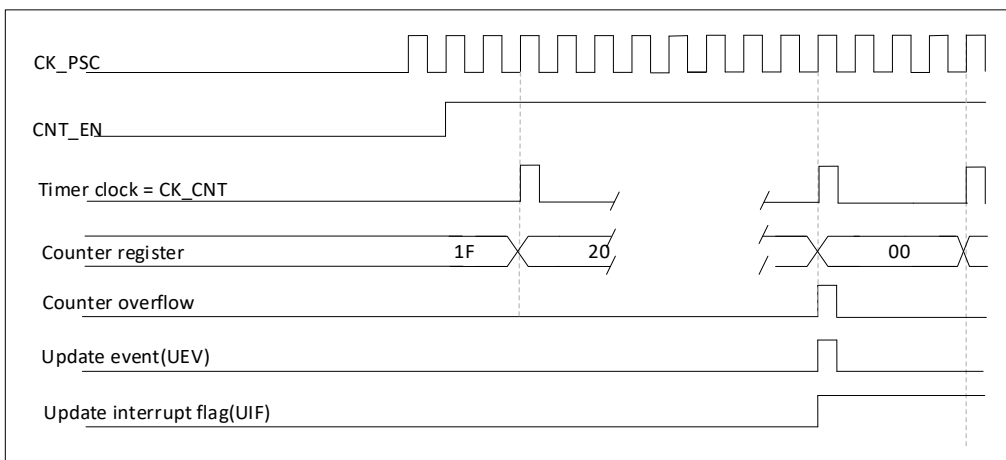 CK_PSC
CNT_EN
Timer clock = CK_CNT
Counter register 1F 20 00
Counter overflow
Update event(UEV)
Update interrupt flag(UIF)